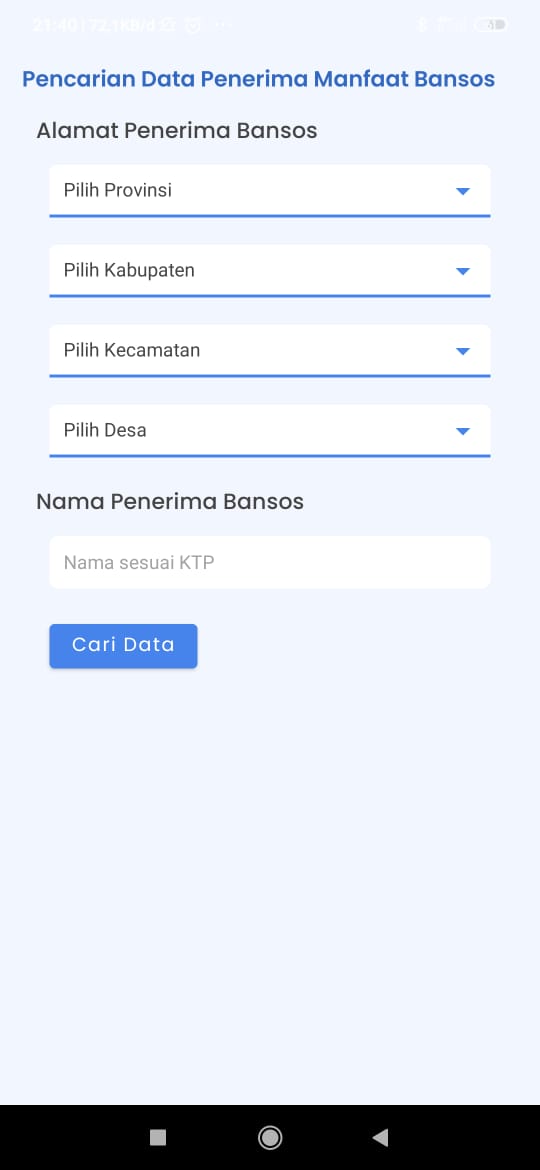 21:40 | 72,1KB/d
Pencarian Data Penerima Manfaat Bansos
Alamat Penerima Bansos
Pilih Provinsi
Pilih Kabupaten
Pilih Kecamatan
Pilih Desa
Nama Penerima Bansos
Nama sesuai KTP
Cari Data